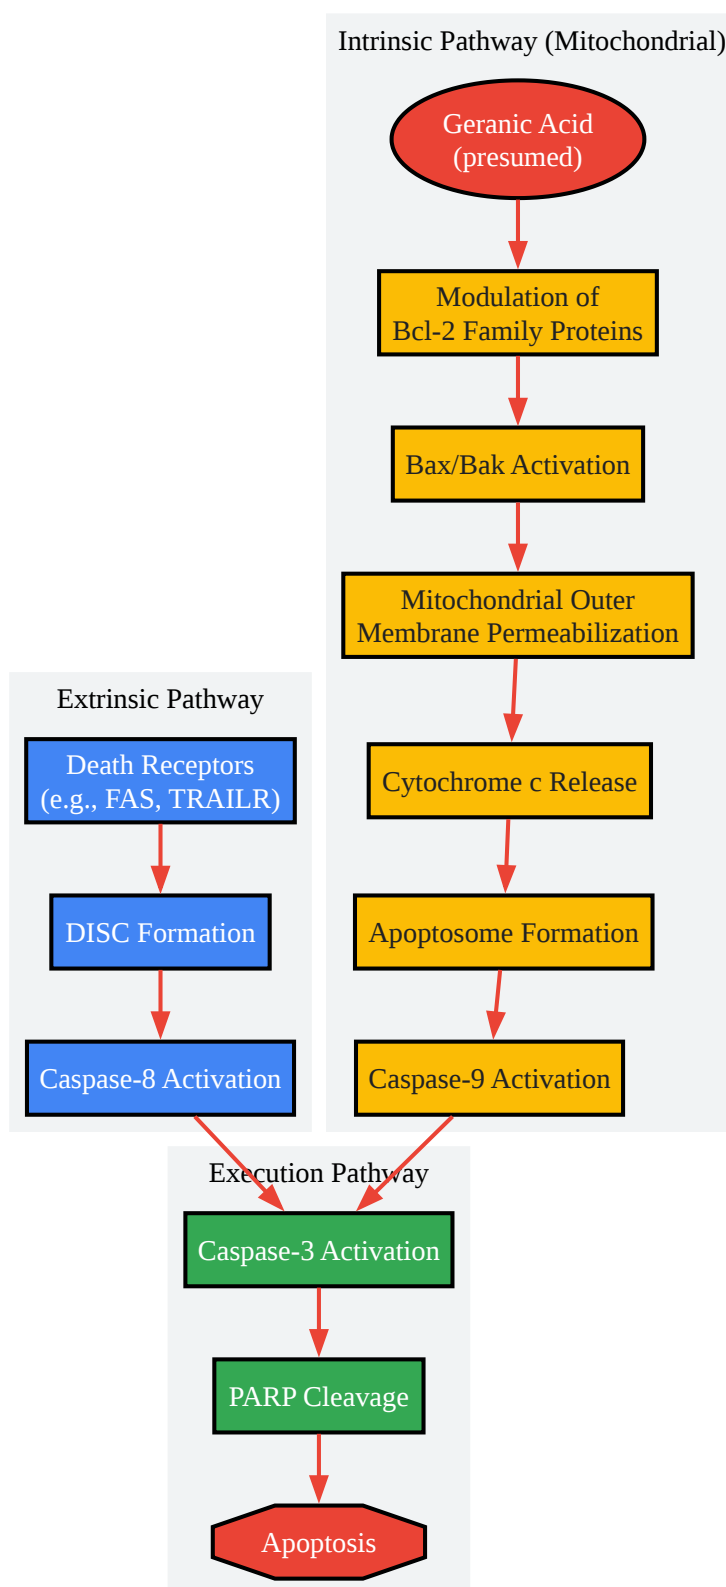 Intrinsic Pathway (Mitochondrial)
Geranic Acid
(presumed)
Modulation of
Bcl-2 Family Proteins
Bax/Bak Activation
Mitochondrial Outer
Membrane Permeabilization
Cytochrome c Release
Apoptosome Formation
Caspase-9 Activation
Extrinsic Pathway
Death Receptors
(e.g., FAS, TRAILR)
DISC Formation
Caspase-8 Activation
Execution Pathway
Caspase-3 Activation
PARP Cleavage
Apoptosis